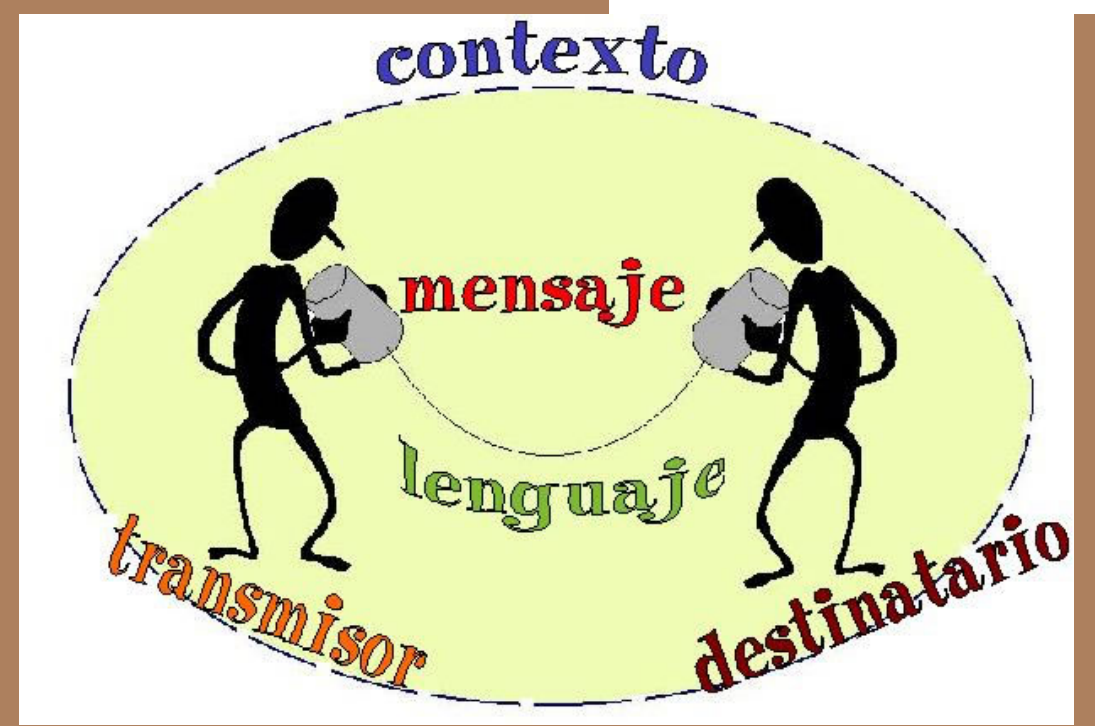 contexto
mensaje
lenguaje
transmisor
destinatario